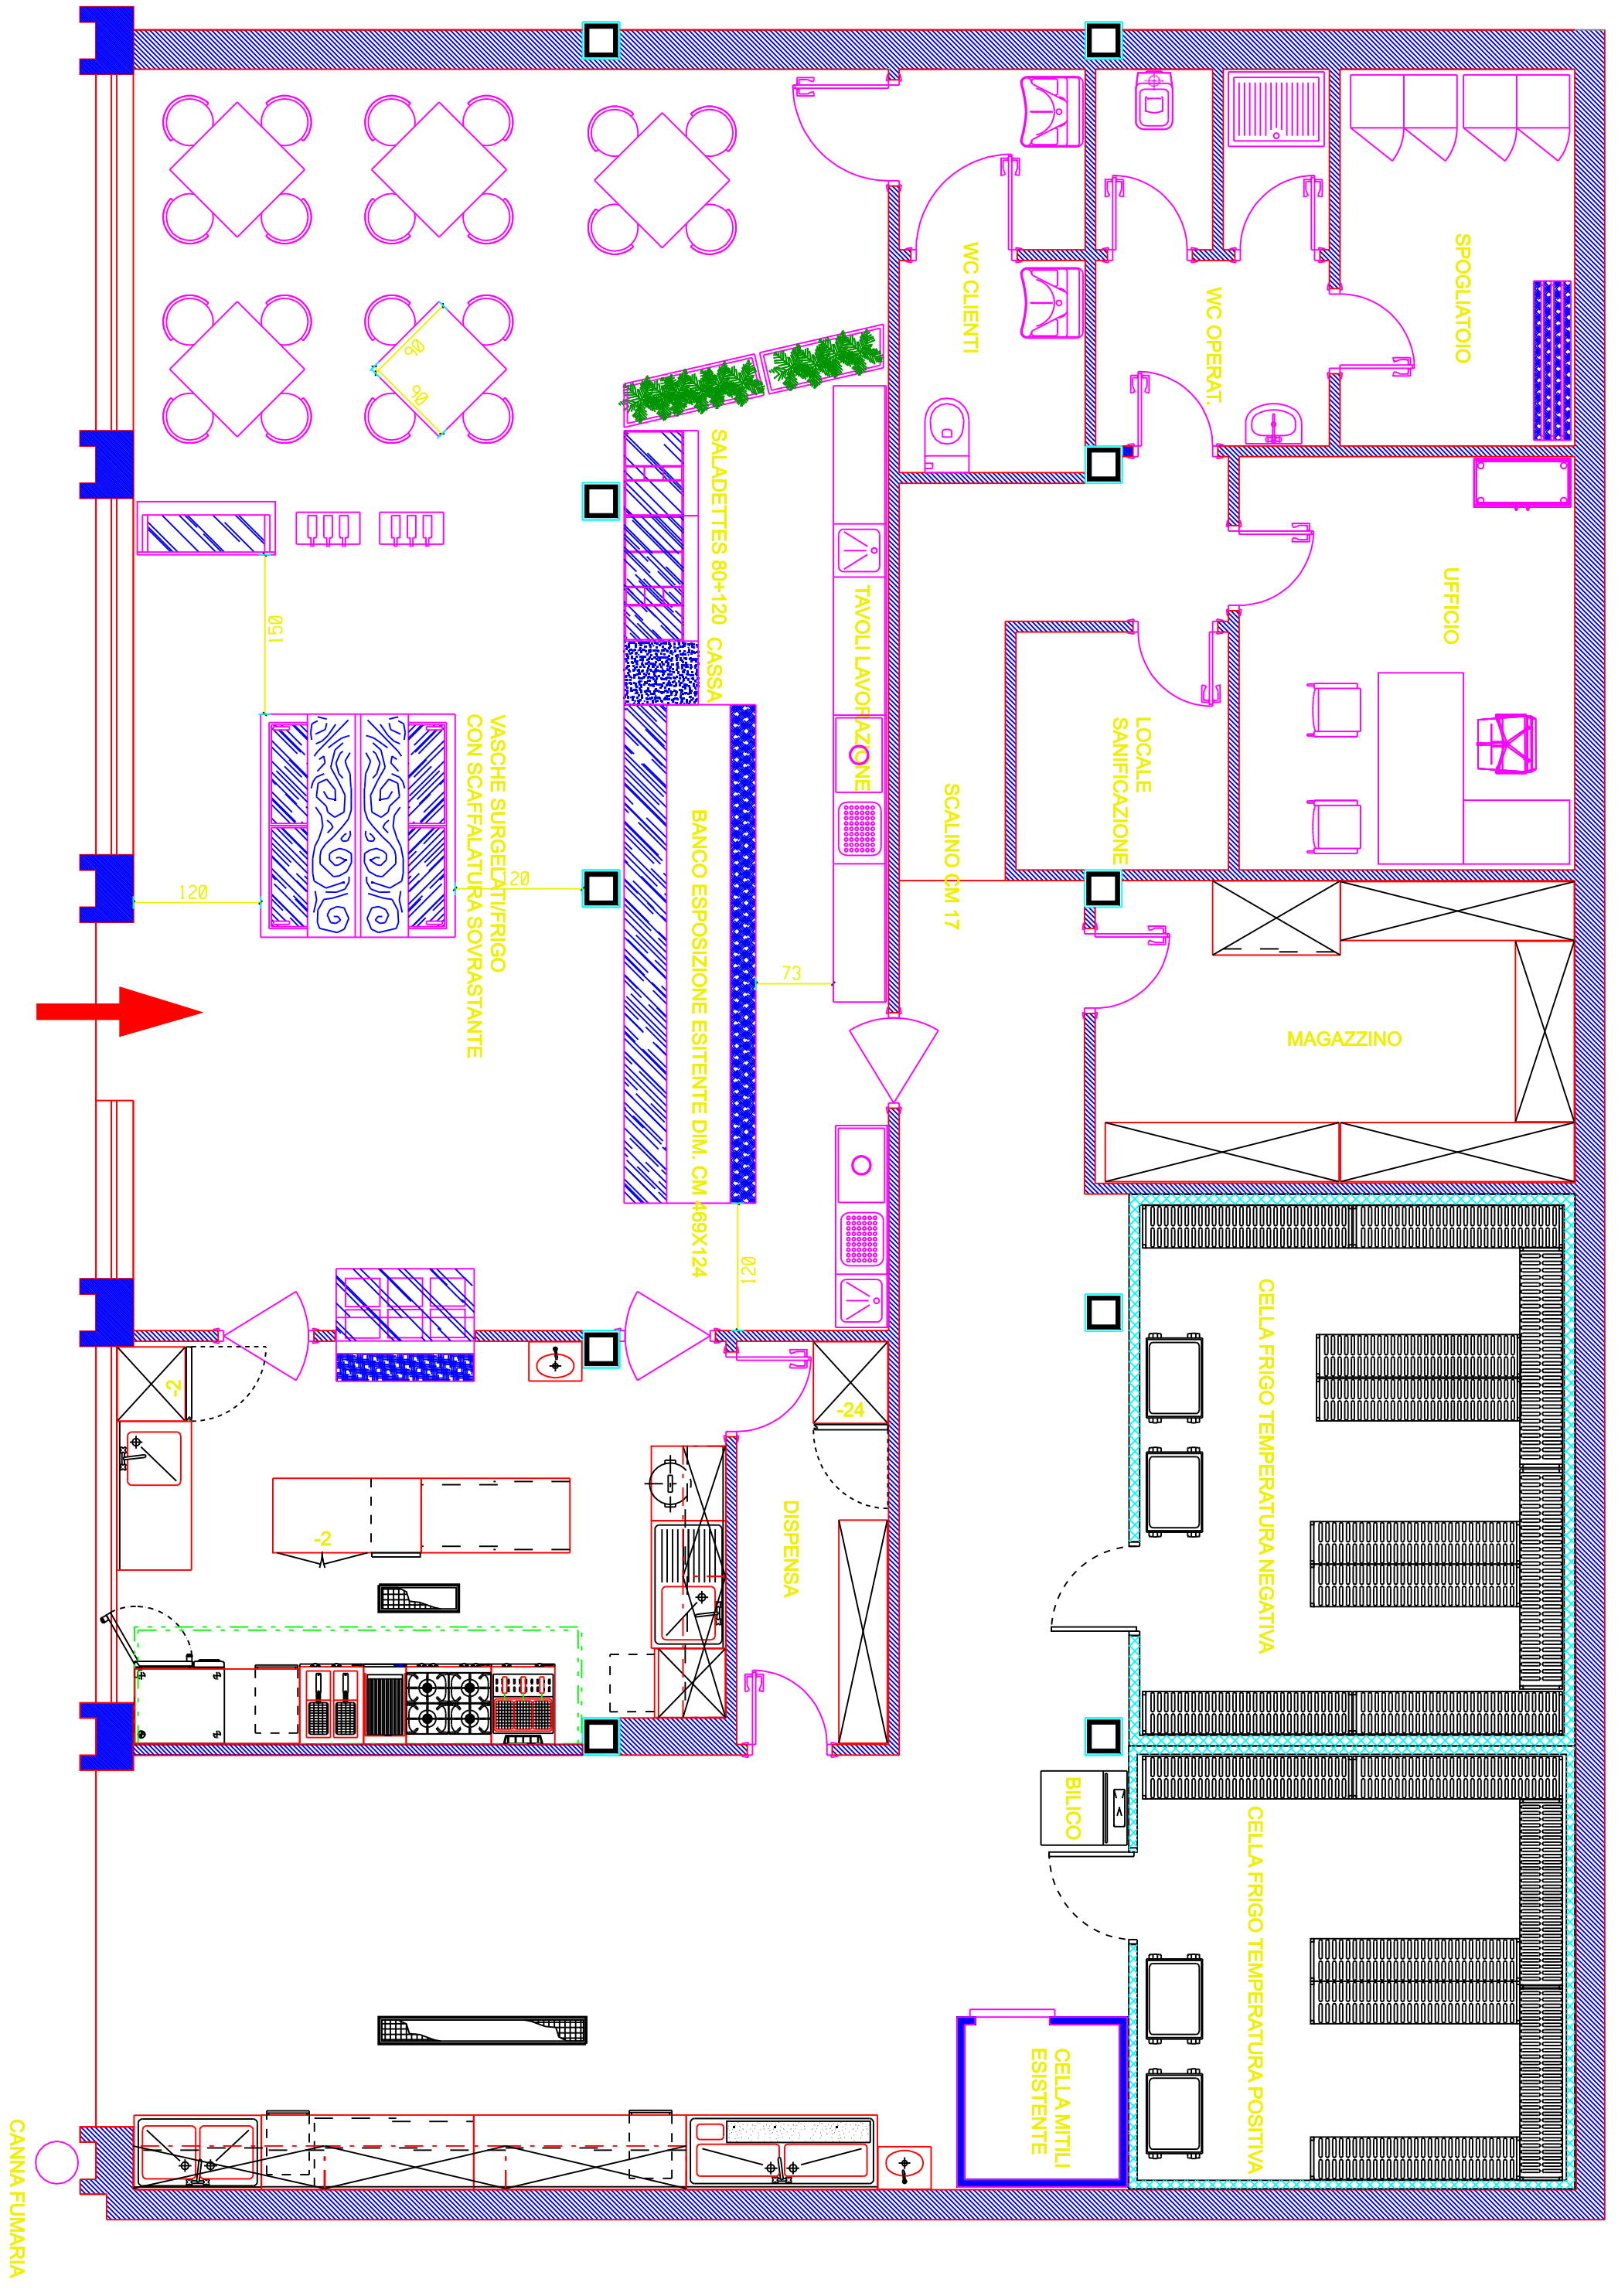 SPOGLIATOIO
WC CLIENTI
WC OPERAT.
90
90
SALADETTES 80+120
CASSA
TAVOLI LAVORAZIONE
UFFICIO
150
VASCHE SURGELATI/FRIGO
CON SCAFFALATURA SOVRASTANTE
LOCALE
SANIFICAZIONE
SCALINO CM 17
120
120
73
BANCO ESPOSIZIONE ESITENTE DIM. CM 469X124
MAGAZZINO
120
CELLA FRIGO TEMPERATURA NEGATIVA
-2
-24
-2
DISPENSA
BILICO
CELLA FRIGO TEMPERATURA POSITIVA
CELLA MITILI
ESISTENTE
CANNA FUMARIA